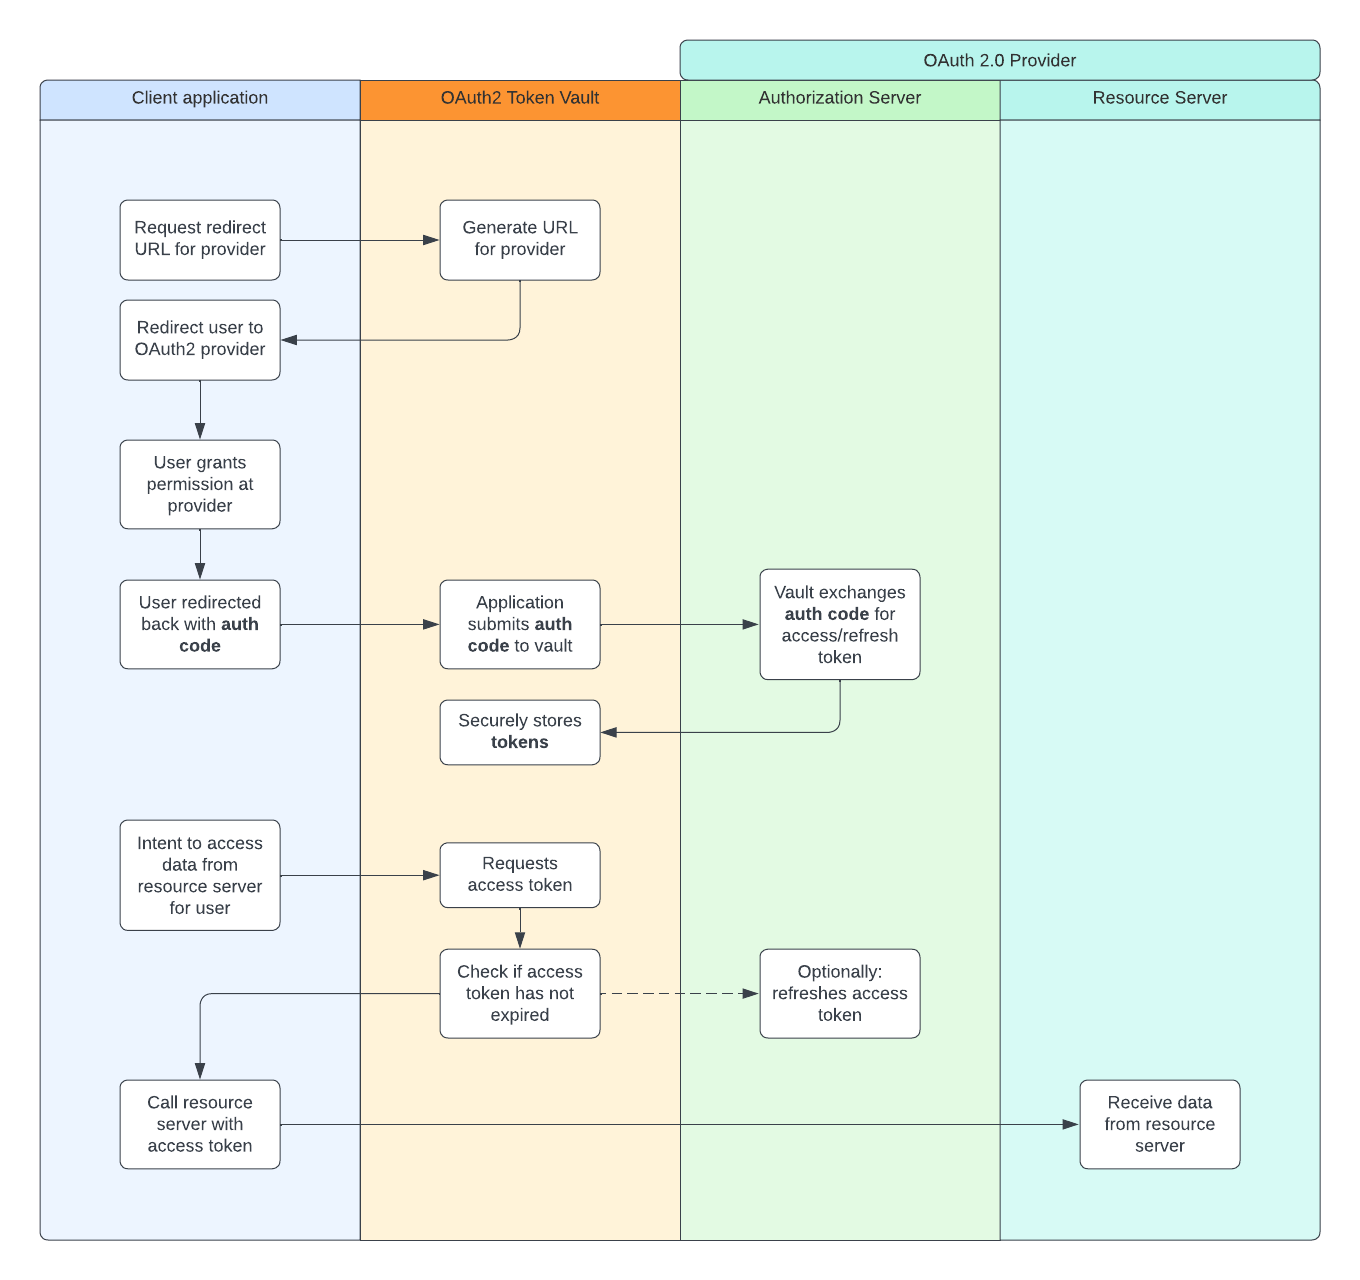 OAuth 2.0 Provider
Client application
OAuth2 Token Vault
Authorization Server
Resource Server
Request redirect
URL for provider
Generate URL
for provider
Redirect user to
OAuth2 provider
User grants
permission at
provider
User redirected
back with auth
code
Application
submits auth
code to vault
Vault exchanges
auth code for
access/refresh
token
Securely stores
tokens
Intent to access
data from
resource server
for user
Requests
access token
Check if access
token has not
expired
Optionally:
refreshes access
token
Call resource
server with
access token
Receive data
from resource
server